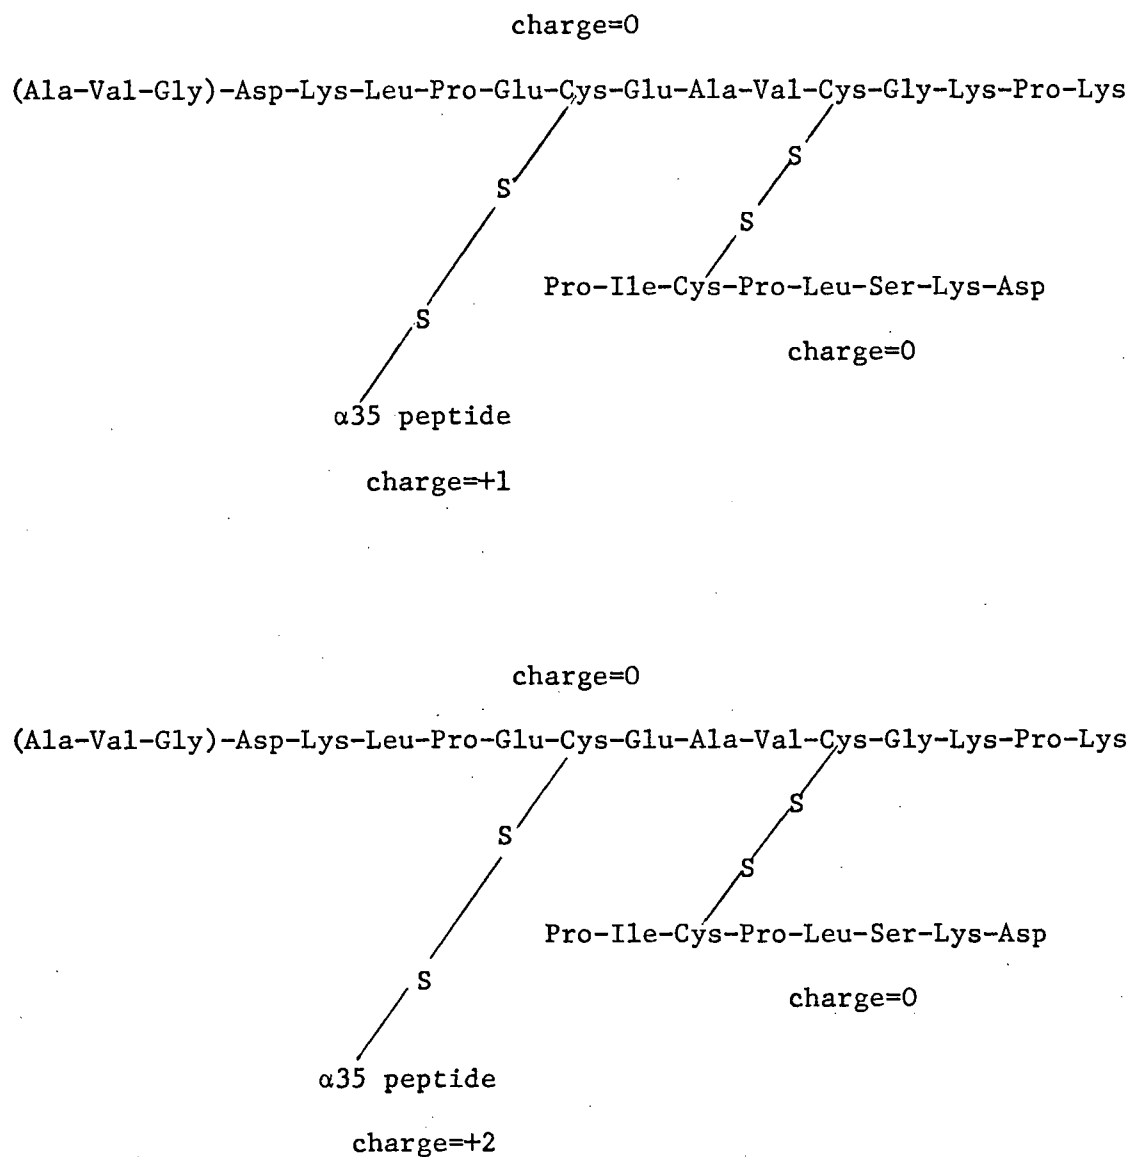 charge=0
(Ala-Val-Gly)-Asp-Lys-Leu-Pro-Glu-Cys-Glu-Ala-Val-Cys-Gly-Lys-Pro-Lys
S
S
S
Pro-Ile-Cys-Pro-Leu-Ser-Lys-Asp
S
charge=0
α35 peptide
charge=+1
charge=0
(Ala-Val-Gly)-Asp-Lys-Leu-Pro-Glu-Cys-Glu-Ala-Val-Cys-Gly-Lys-Pro-Lys
S
S
S
Pro-Ile-Cys-Pro-Leu-Ser-Lys-Asp
S
charge=0
α35 peptide
charge=+2